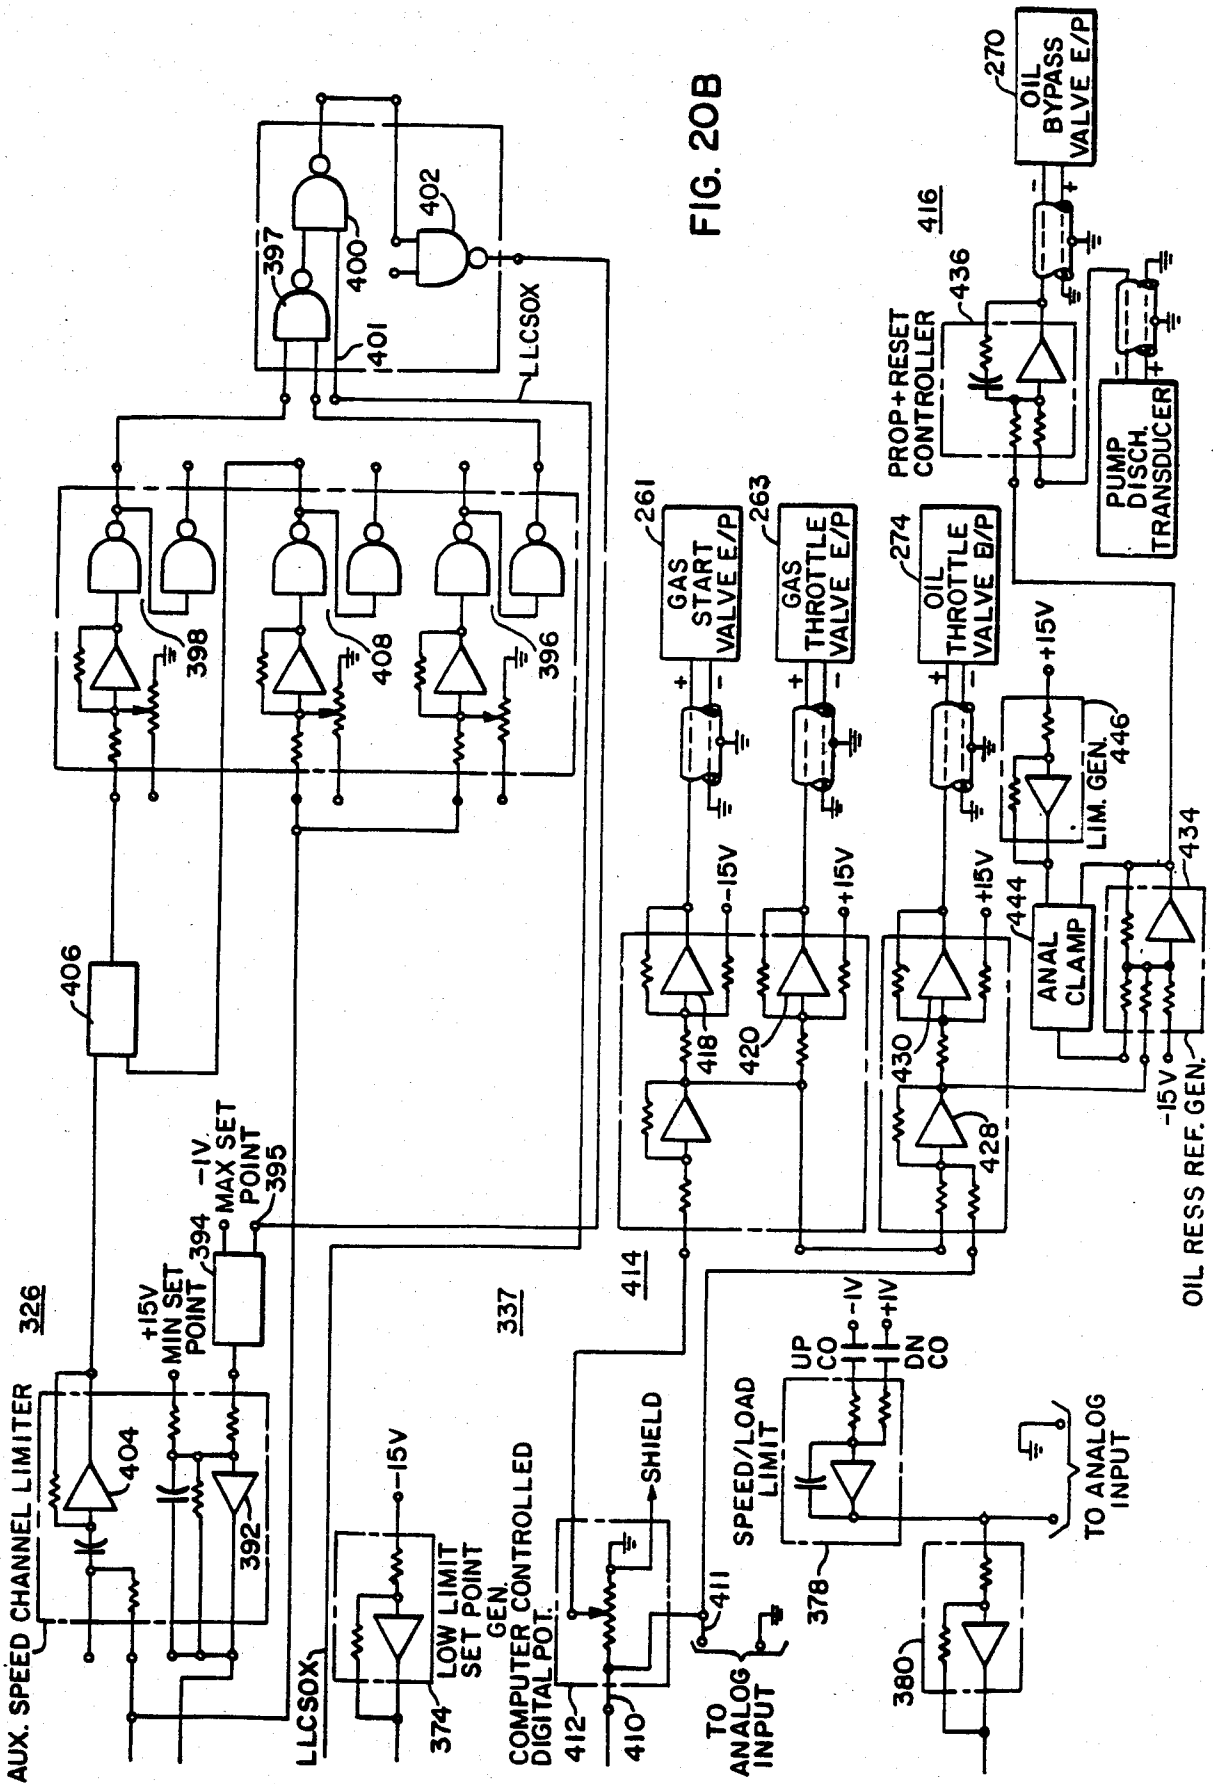 AUX. SPEED CHANNEL LIMITER
326
404
392
+15V
MIN SET
POINT
394
-1V
MAX SET
POINT
395
406
398
408
396
397
400
401
402
LLCSOX
FIG. 20B
LLCSOX
374
-15V
LOW LIMIT
SET POINT
GEN.
337
COMPUTER CONTROLLED
DIGITAL POT.
412
410
SHIELD
411
TO
ANALOG
INPUT
414
418
-15V
420
+15V
261
GAS
START
VALVE E/P
+
-
263
GAS
THROTTLE
VALVE E/P
+
-
274
OIL
THROTTLE
VALVE E/P
+
-
430
428
+15V
SPEED/LOAD
LIMIT
378
UP
CO
-1V
+1V
DN
CO
380
TO ANALOG
INPUT
444
ANAL
CLAMP
LIM. GEN.
446
+15V
434
-15V
OIL RESS REF. GEN.
PROP+RESET
CONTROLLER
436
416
270
OIL
BYPASS
VALVE E/P
-
+
PUMP
DISCH.
TRANSDUCER
-
+